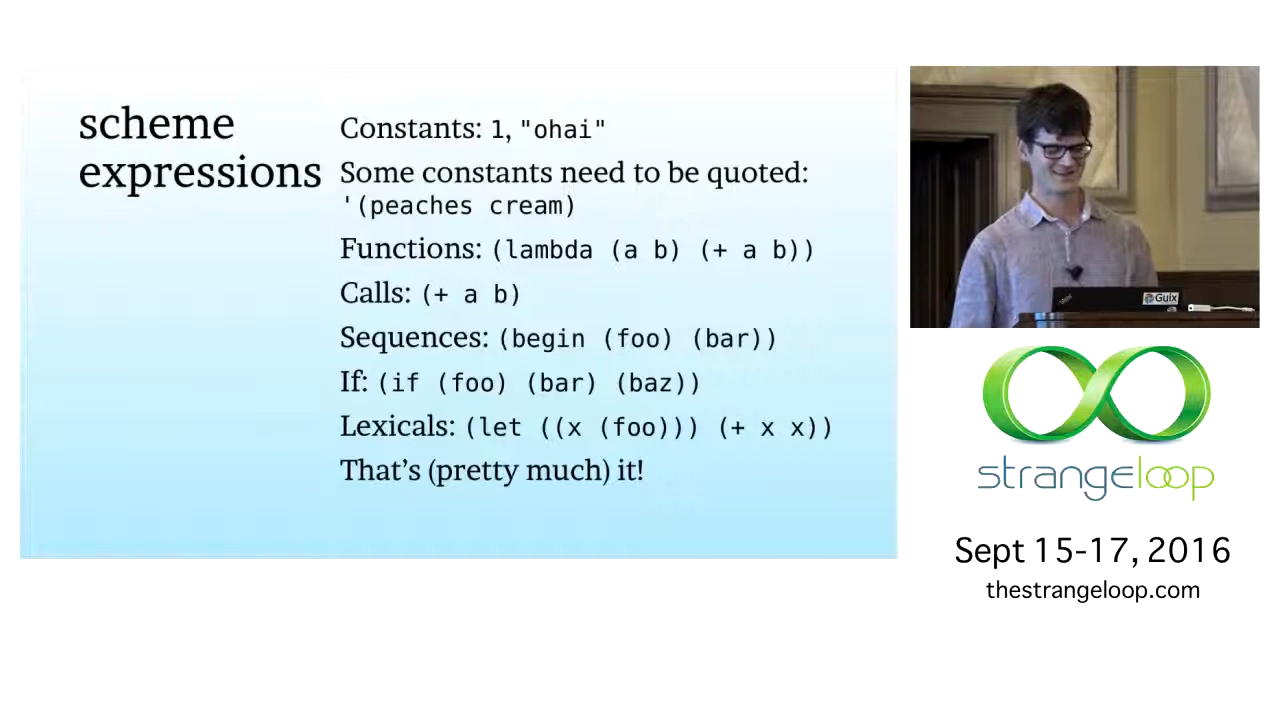 scheme
expressions
Constants: 1, "ohai"
Some constants need to be quoted:
'(peaches cream)
Functions: (lambda (a b) (+ a b))
Calls: (+ a b)
Sequences: (begin (foo) (bar))
If: (if (foo) (bar) (baz))
Lexicals: (let ((x (foo))) (+ x x))
That's (pretty much) it!
Guix
strangeloop
Sept 15-17, 2016
thestrangeloop.com